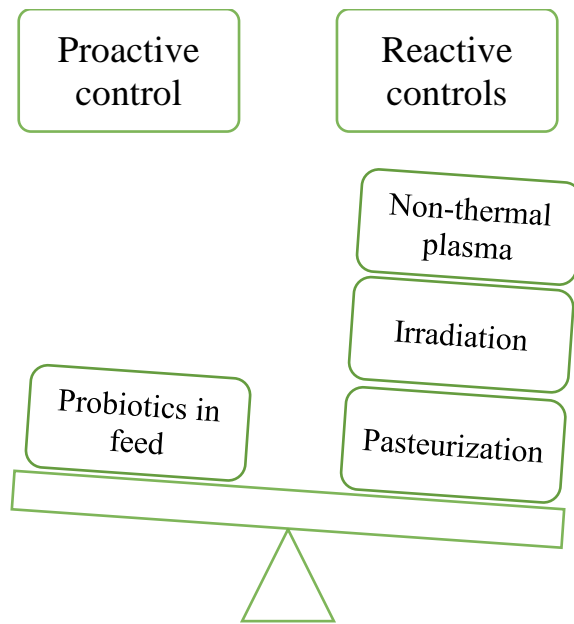 Proactive
control
Reactive
controls
Non-thermal
plasma
Irradiation
Probiotics in
feed
Pasteurization